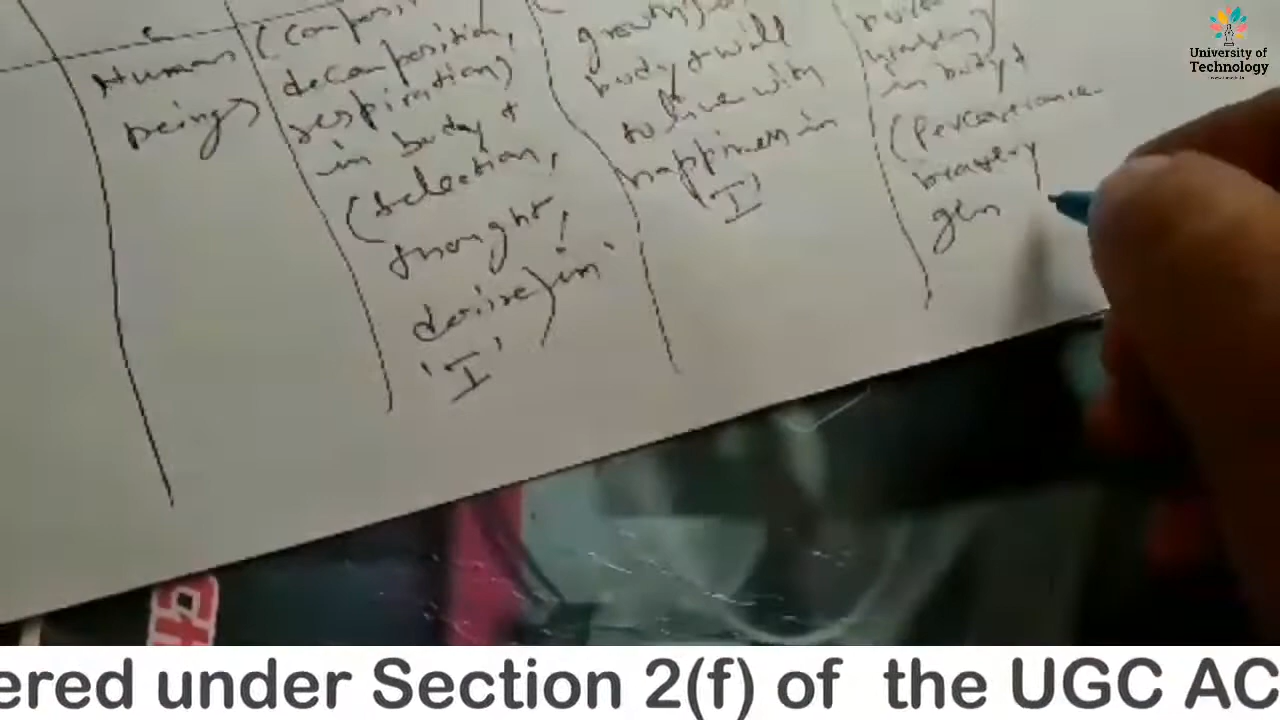 Human
beings
(composit
decomposition,
respiration)
in body +
(selection,
thought,
desire) in
'I'
growth
body + will
to live with
happiness in
'I'
in body +
(perseverance
bravery
gen
University of
Technology
ered under Section 2(f) of the UGC AC